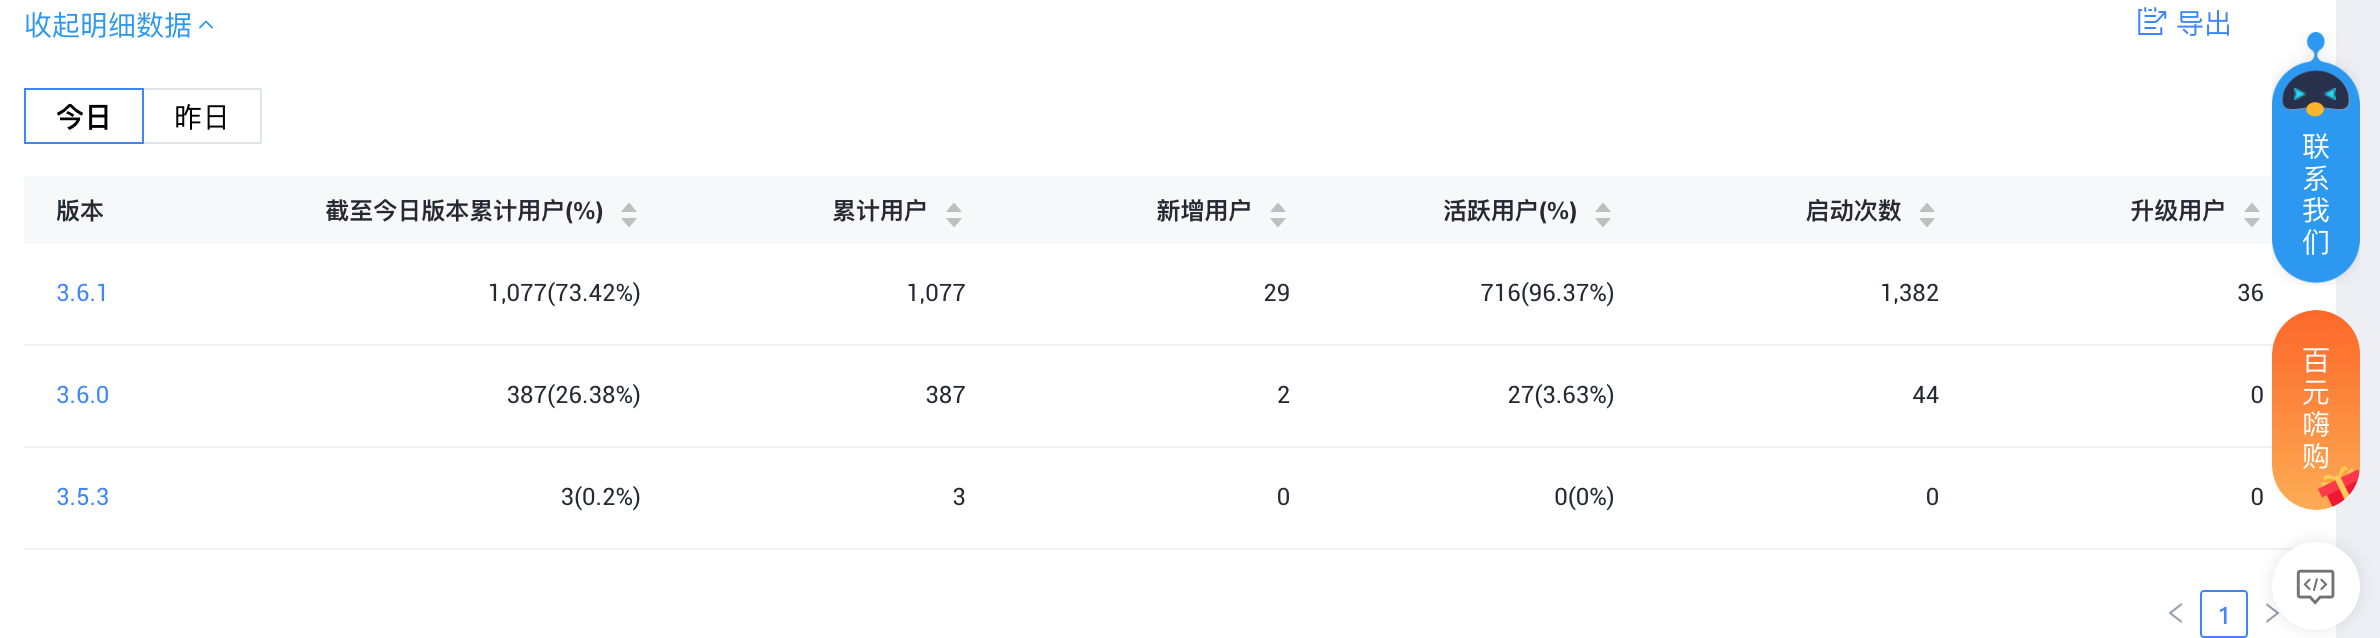 收起明细数据
导出
今日 昨日
版本 截至今日版本累计用户(%) 累计用户 新增用户 活跃用户(%) 启动次数 升级用户
3.6.1 1,077(73.42%) 1,077 29 716(96.37%) 1,382 36
3.6.0 387(26.38%) 387 2 27(3.63%) 44 0
3.5.3 3(0.2%) 3 0 0(0%) 0 0
1
联系我们
百元嗨购